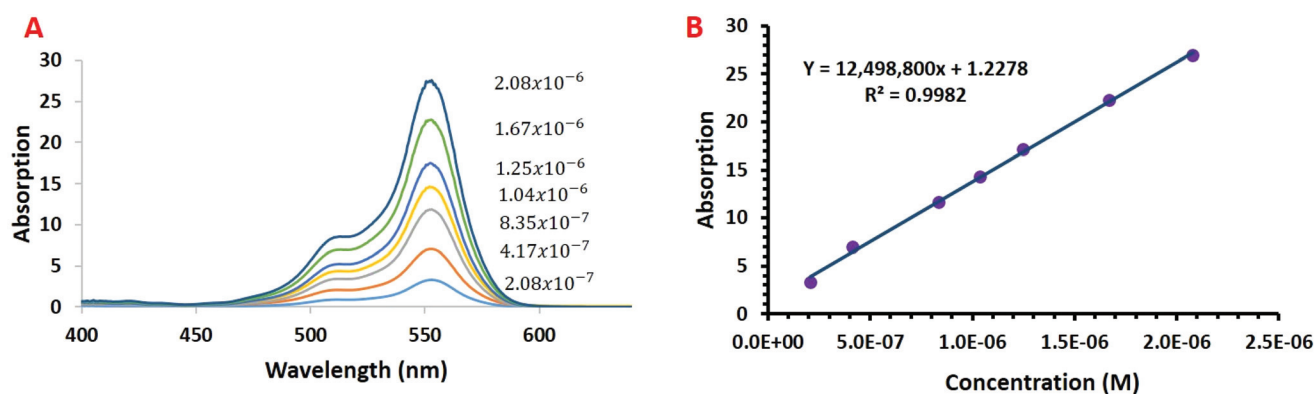 A
30
25
20
15
10
5
0
Absorption
400
450
500
550
600
Wavelength (nm)
2.08x10⁻⁶
1.67x10⁻⁶
1.25x10⁻⁶
1.04x10⁻⁶
8.35x10⁻⁷
4.17x10⁻⁷
2.08x10⁻⁷
B
30
25
20
15
10
5
0
Absorption
Y = 12,498,800x + 1.2278
R² = 0.9982
0.0E+00
5.0E-07
1.0E-06
1.5E-06
2.0E-06
2.5E-06
Concentration (M)